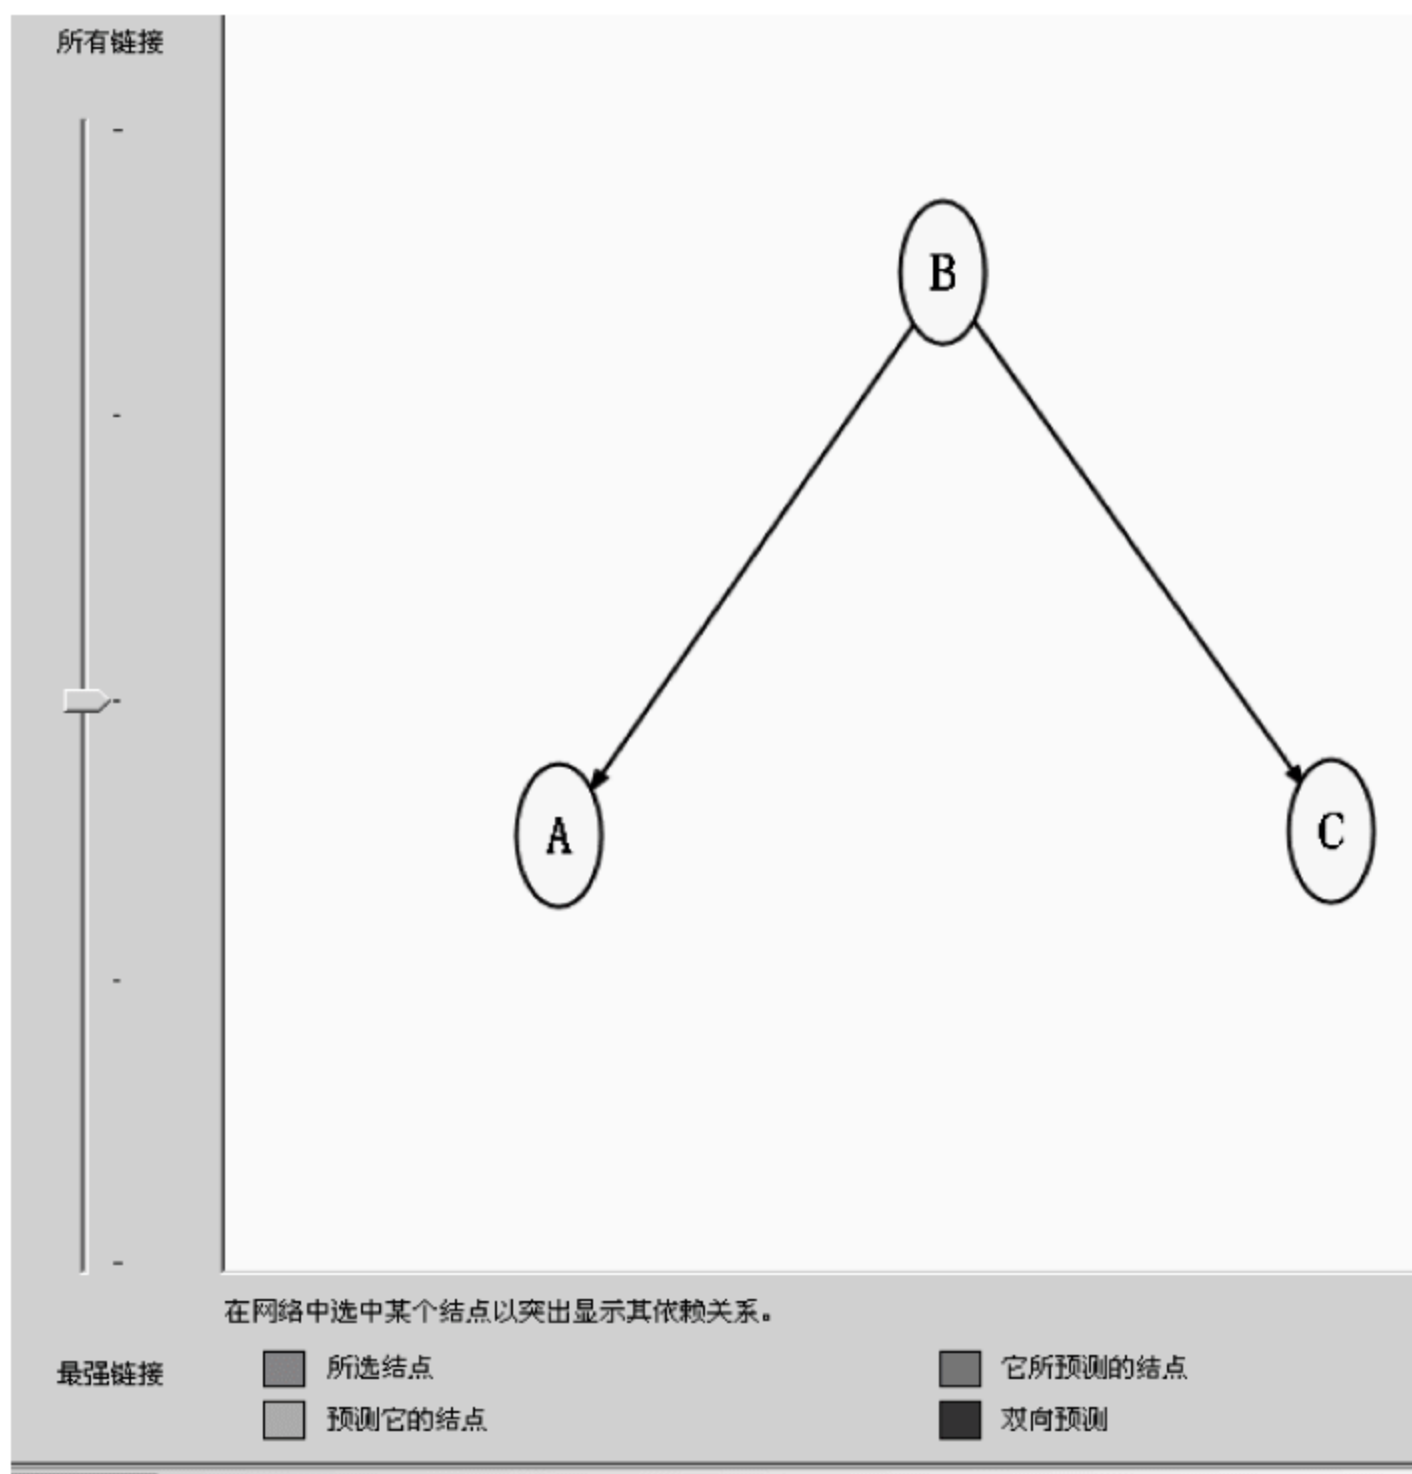 所有链接
B
A
C
在网络中选中某个结点以突出显示其依赖关系。
最强链接
所选结点
它所预测的结点
预测它的结点
双向预测